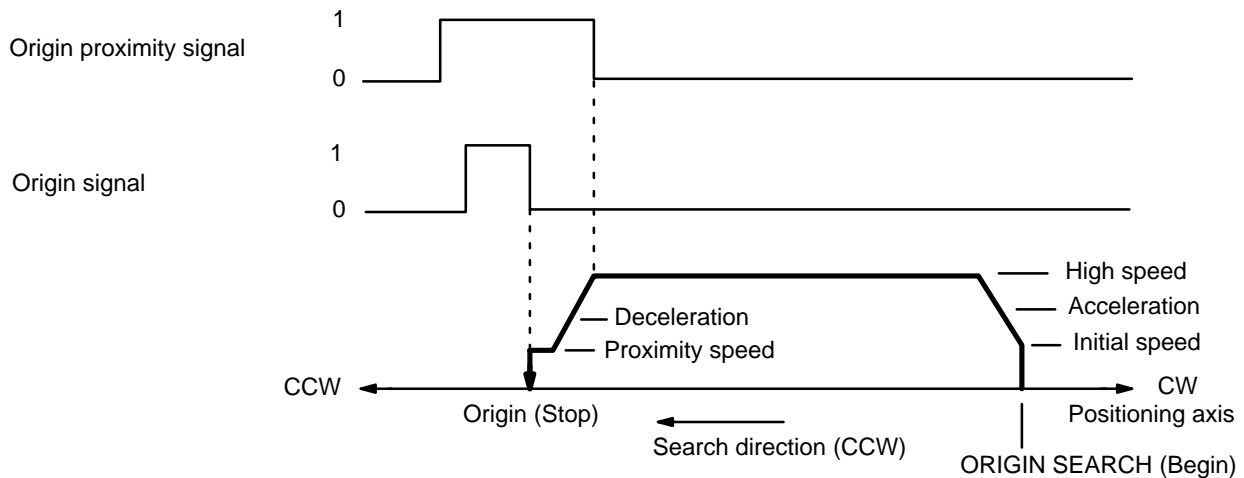 1
Origin proximity signal
0
1
Origin signal
0
High speed
Acceleration
Deceleration
Initial speed
Proximity speed
CCW
CW
Origin (Stop)
Positioning axis
Search direction (CCW)
ORIGIN SEARCH (Begin)